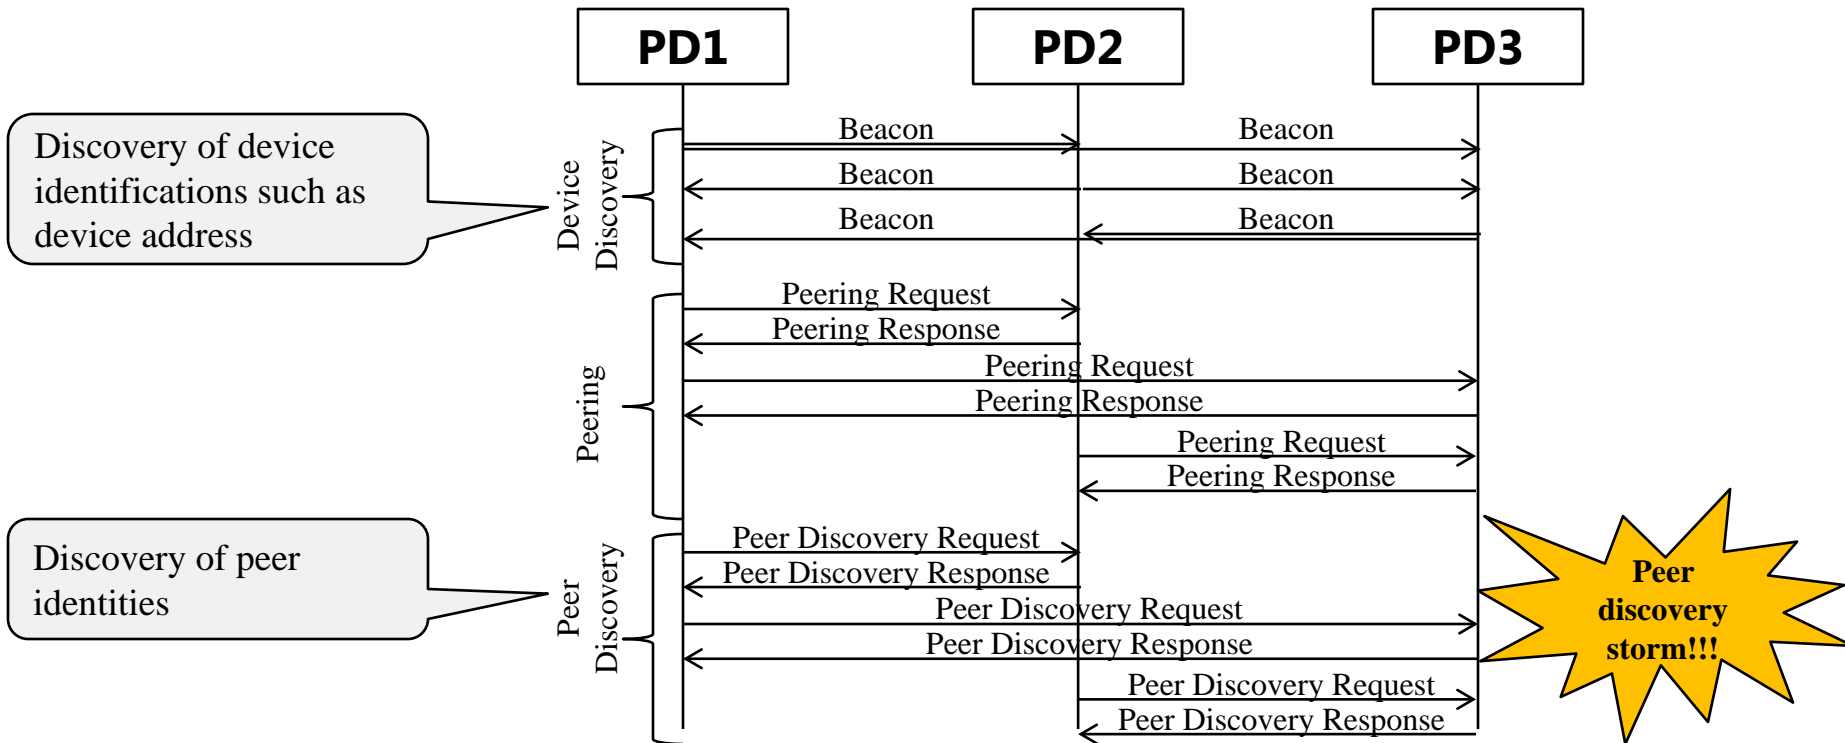 PD1 PD2 PD3
Discovery of device
identifications such as
device address
Device
Discovery
Beacon Beacon
Beacon Beacon
Beacon Beacon
Peering
Peering Request
Peering Response
Peering Request
Peering Response
Peering Request
Peering Response
Discovery of peer
identities
Peer
Discovery
Peer Discovery Request
Peer Discovery Response
Peer Discovery Request
Peer Discovery Response
Peer Discovery Request
Peer Discovery Response
Peer
discovery
storm!!!